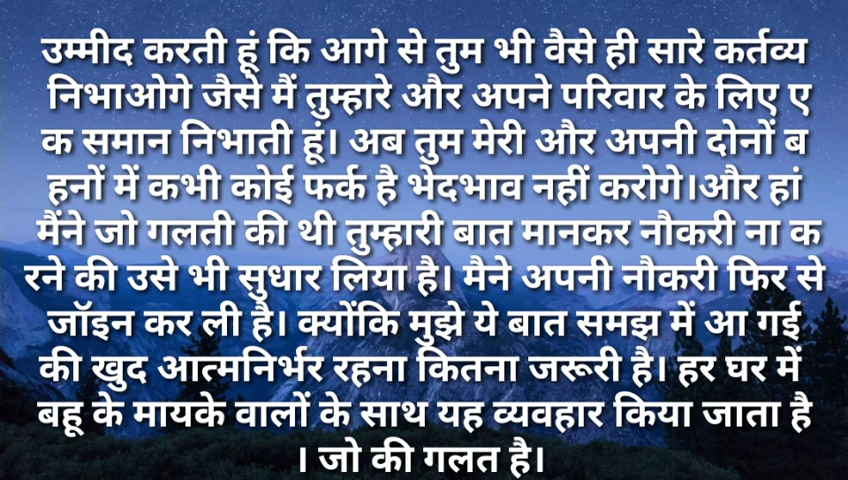 उम्मीद करती हूं कि आगे से तुम भी वैसे ही सारे कर्तव्य
निभाओगे जैसे मैं तुम्हारे और अपने परिवार के लिए ए
क समान निभाती हूं। अब तुम मेरी और अपनी दोनों ब
हनों में कभी कोई फर्क है भेदभाव नहीं करोगे।और हां
मैंने जो गलती की थी तुम्हारी बात मानकर नौकरी ना क
रने की उसे भी सुधार लिया है। मैने अपनी नौकरी फिर से
जॉइन कर ली है। क्योंकि मुझे ये बात समझ में आ गई
की खुद आत्मनिर्भर रहना कितना जरूरी है। हर घर में
बहू के मायके वालों के साथ यह व्यवहार किया जाता है
। जो की गलत है।